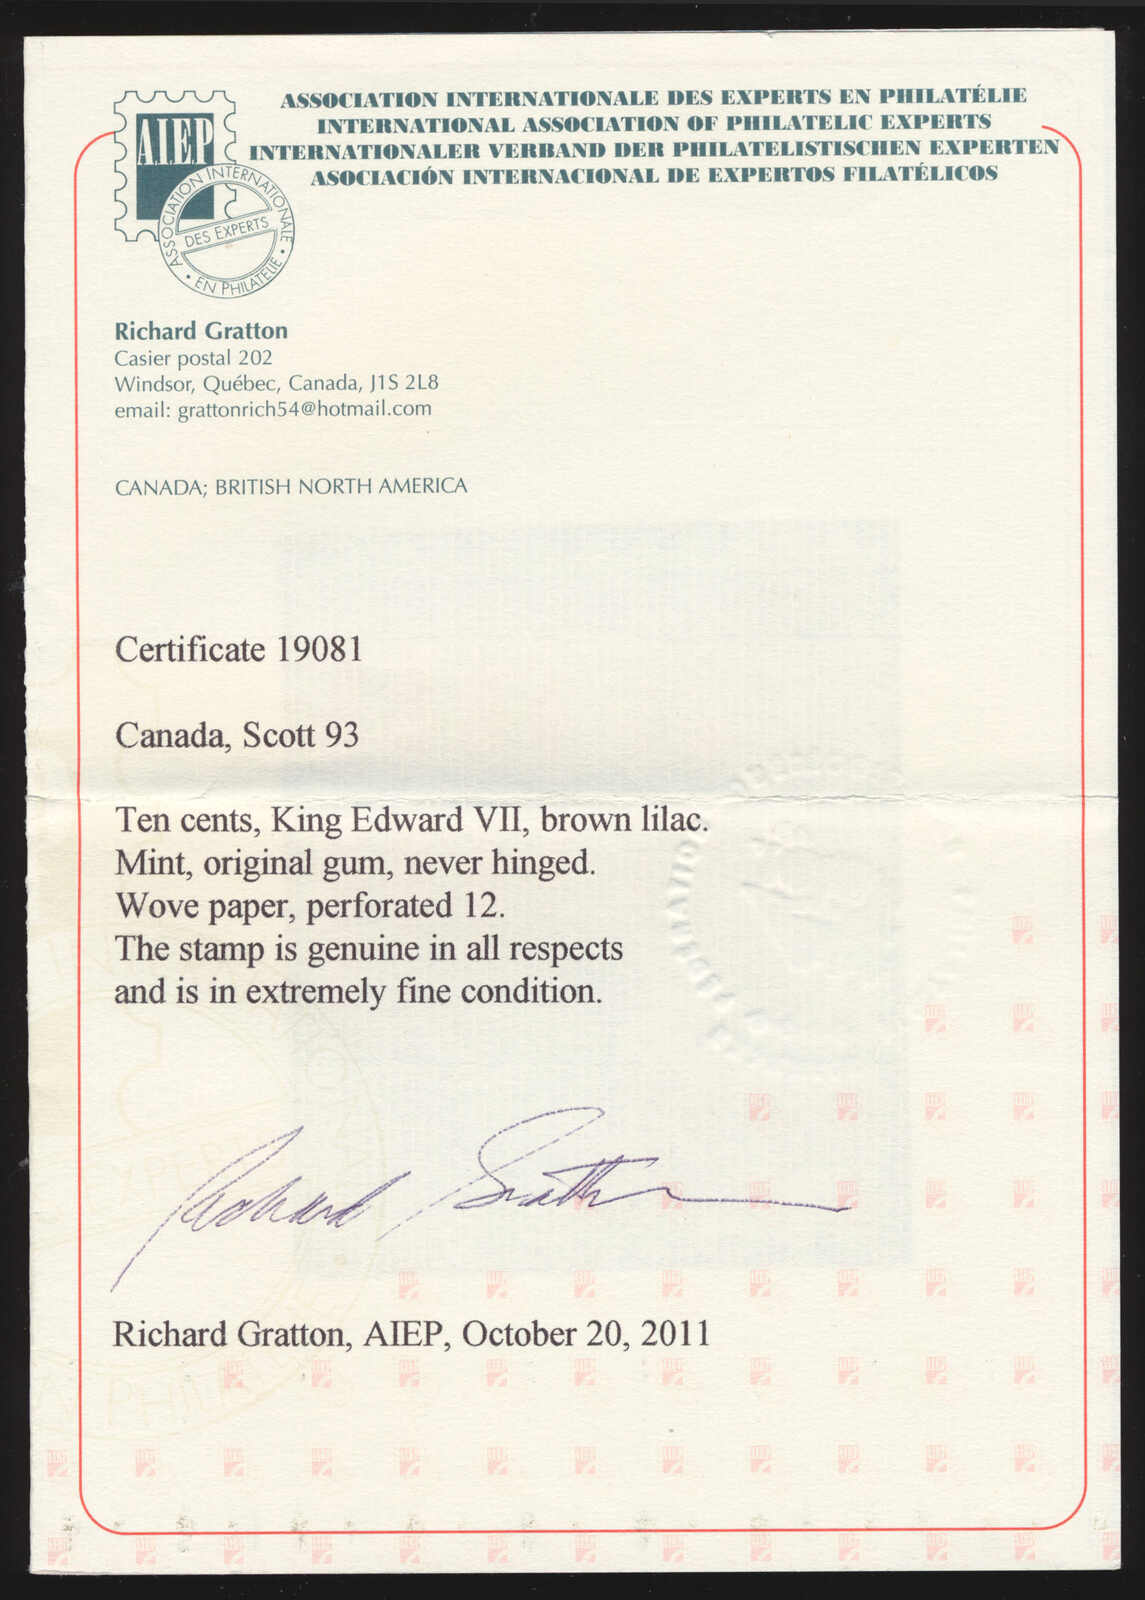 ASSOCIATION INTERNATIONALE DES EXPERTS EN PHILATÉLIE
INTERNATIONAL ASSOCIATION OF PHILATELIC EXPERTS
INTERNATIONALER VERBAND DER PHILATELISTISCHEN EXPERTEN
ASOCIACIÓN INTERNACIONAL DE EXPERTOS FILATÉLICOS
A.I.E.P
ASSOCIATION INTERNATIONALE
DES EXPERTS
• EN PHILATÉLIE •
Richard Gratton
Casier postal 202
Windsor, Québec, Canada, J1S 2L8
email: grattonrich54@hotmail.com
CANADA; BRITISH NORTH AMERICA
Certificate 19081
Canada, Scott 93
Ten cents, King Edward VII, brown lilac.
Mint, original gum, never hinged.
Wove paper, perforated 12.
The stamp is genuine in all respects
and is in extremely fine condition.
Richard Gratton
Richard Gratton, AIEP, October 20, 2011